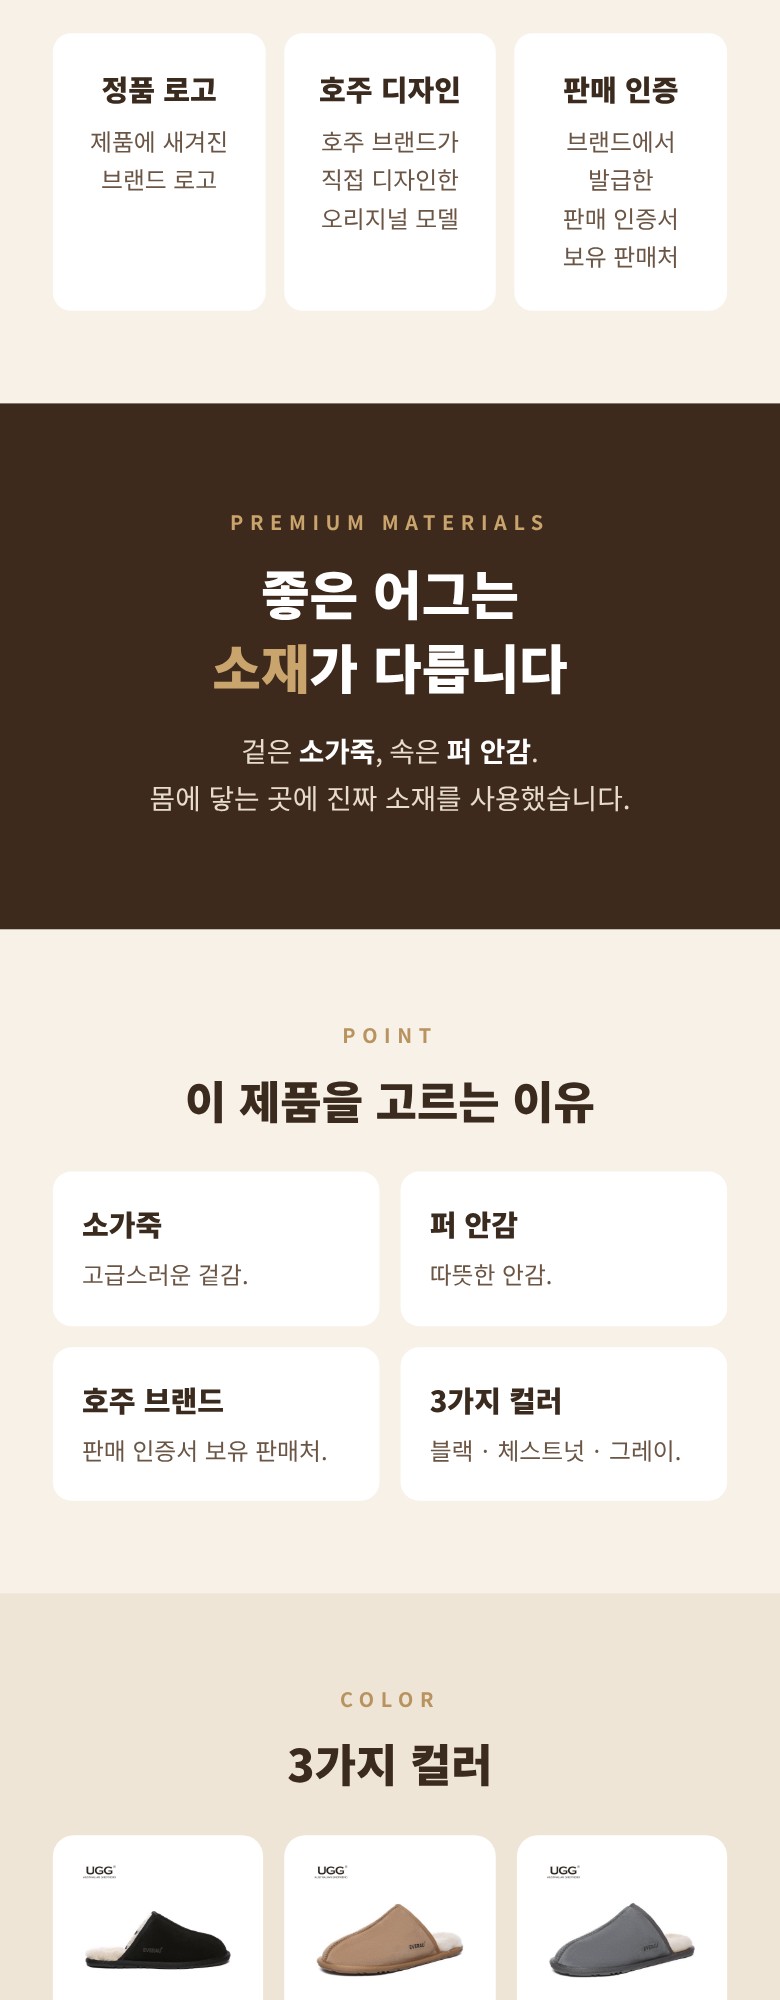 정품 로고
제품에 새겨진
브랜드 로고
호주 디자인
호주 브랜드가
직접 디자인한
오리지널 모델
판매 인증
브랜드에서
발급한
판매 인증서
보유 판매처
PREMIUM MATERIALS
좋은 어그는
소재가 다릅니다
겉은 소가죽, 속은 퍼 안감.
몸에 닿는 곳에 진짜 소재를 사용했습니다.
POINT
이 제품을 고르는 이유
소가죽
고급스러운 겉감.
퍼 안감
따뜻한 안감.
호주 브랜드
판매 인증서 보유 판매처.
3가지 컬러
블랙 · 체스트넛 · 그레이.
COLOR
3가지 컬러
UGG
UGG
UGG